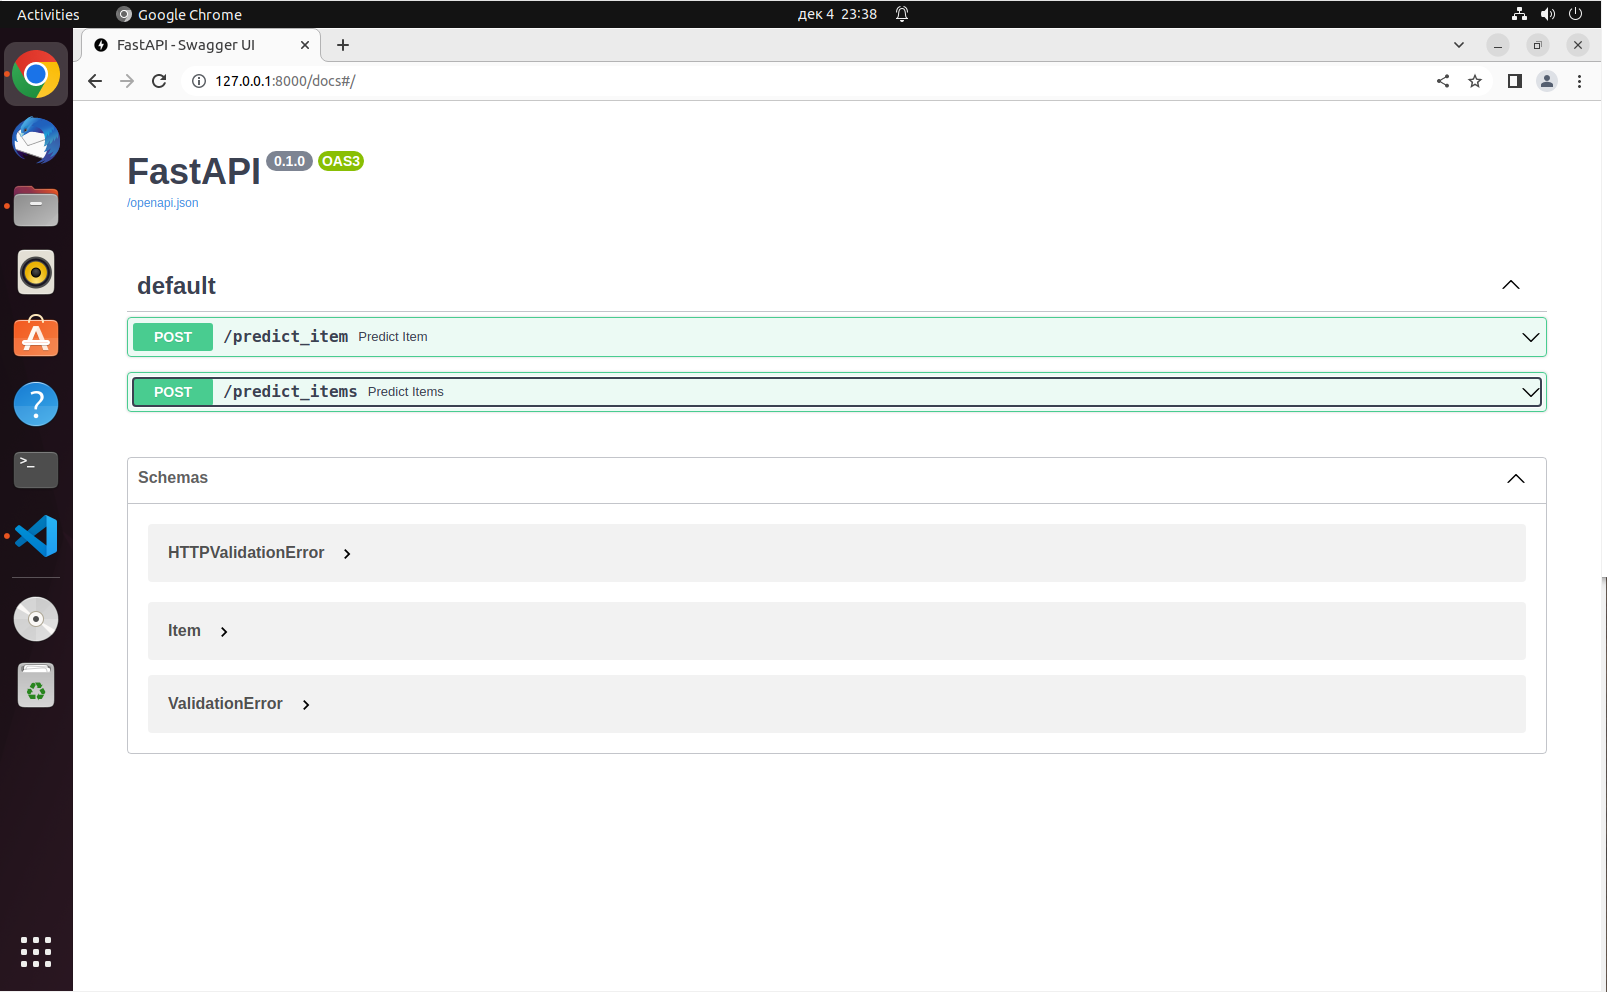 Activities Google Chrome дек 4 23:38
FastAPI - Swagger UI
127.0.0.1:8000/docs#/
FastAPI 0.1.0 OAS3
/openapi.json
default
POST /predict_item Predict Item
POST /predict_items Predict Items
Schemas
HTTPValidationError
Item
ValidationError